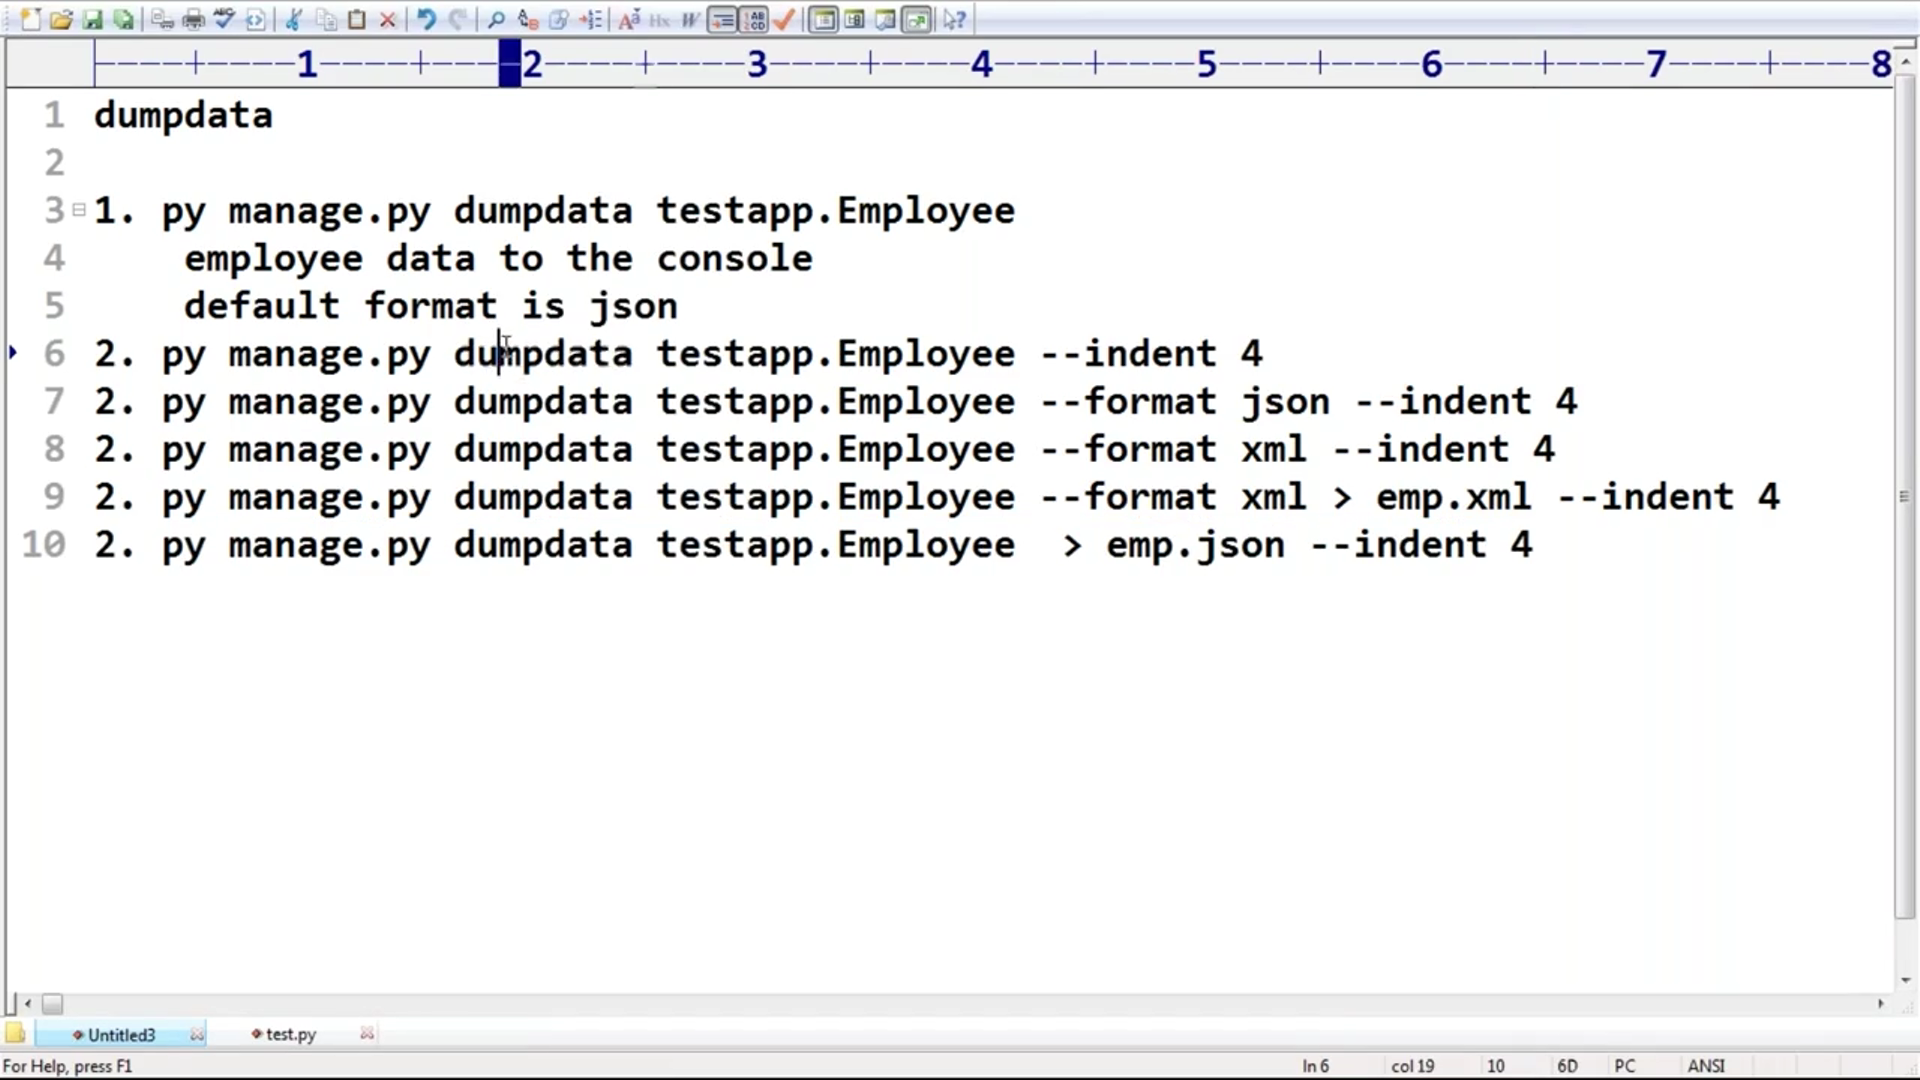 1 2 3 4 5 6 7 8
1 dumpdata
2
3 1. py manage.py dumpdata testapp.Employee
4 employee data to the console
5 default format is json
6 2. py manage.py dumpdata testapp.Employee --indent 4
7 2. py manage.py dumpdata testapp.Employee --format json --indent 4
8 2. py manage.py dumpdata testapp.Employee --format xml --indent 4
9 2. py manage.py dumpdata testapp.Employee --format xml > emp.xml --indent 4
10 2. py manage.py dumpdata testapp.Employee  > emp.json --indent 4
Untitled3 test.py
For Help, press F1 ln 6 col 19 10 6D PC ANSI